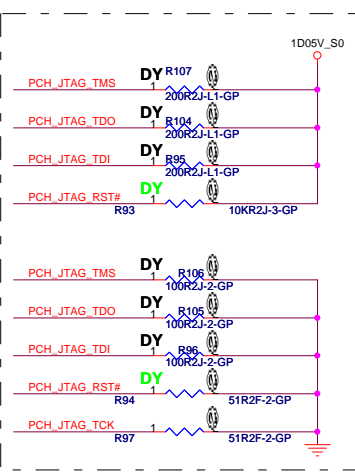 1D05V_S0
PCH_JTAG_TMS DY 1 R107
200R2J-L1-GP
PCH_JTAG_TDO DY 1 R104
200R2J-L1-GP
PCH_JTAG_TDI DY 1 R95
200R2J-L1-GP
PCH_JTAG_RST# DY 1
R93 10KR2J-3-GP
PCH_JTAG_TMS DY 1 R106
100R2J-2-GP
PCH_JTAG_TDO DY 1 R105
100R2J-2-GP
PCH_JTAG_TDI DY 1 R96
100R2J-2-GP
PCH_JTAG_RST# DY 1
R94 51R2F-2-GP
PCH_JTAG_TCK 1
R97 51R2F-2-GP